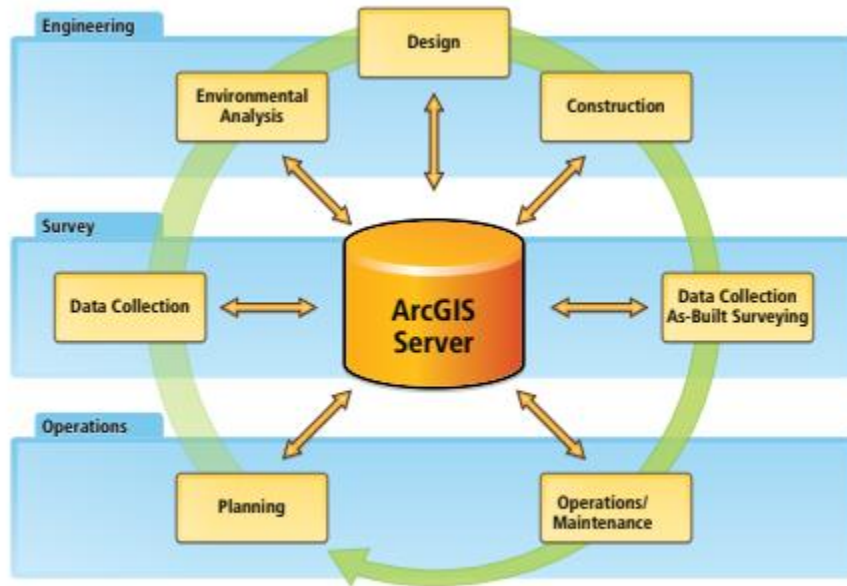 Engineering
Design
Environmental
Analysis
Construction
Survey
Data Collection
ArcGIS
Server
Data Collection
As-Built Surveying
Operations
Planning
Operations/
Maintenance